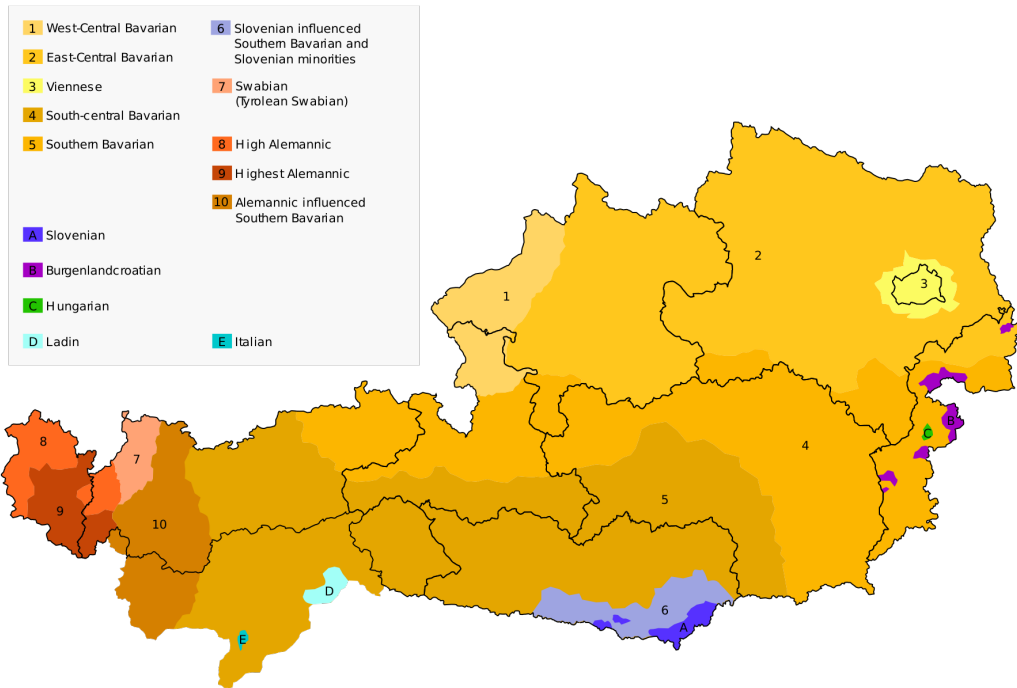 1 West-Central Bavarian
2 East-Central Bavarian
3 Viennese
4 South-central Bavarian
5 Southern Bavarian
A Slovenian
B Burgenlandcroatian
C Hungarian
D Ladin
6 Slovenian influenced
Southern Bavarian and
Slovenian minorities
7 Swabian
(Tyrolean Swabian)
8 High Alemannic
9 Highest Alemannic
10 Alemannic influenced
Southern Bavarian
E Italian
2
3
1
B
C
8
4
7
5
9
10
D
6
A
E